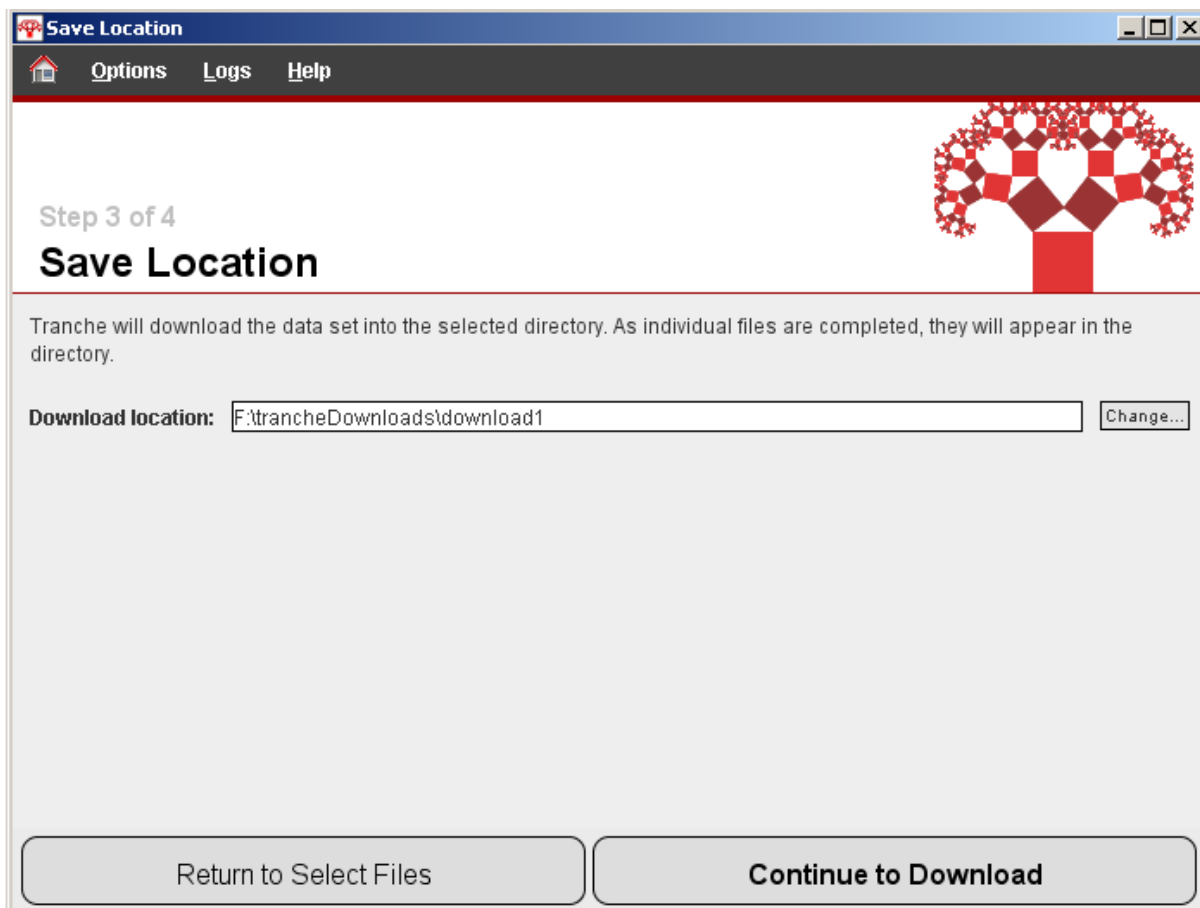 Save Location
Options Logs Help
Step 3 of 4
Save Location
Tranche will download the data set into the selected directory. As individual files are completed, they will appear in the
directory.
Download location: F:\trancheDownloads\download1 Change...
Return to Select Files Continue to Download